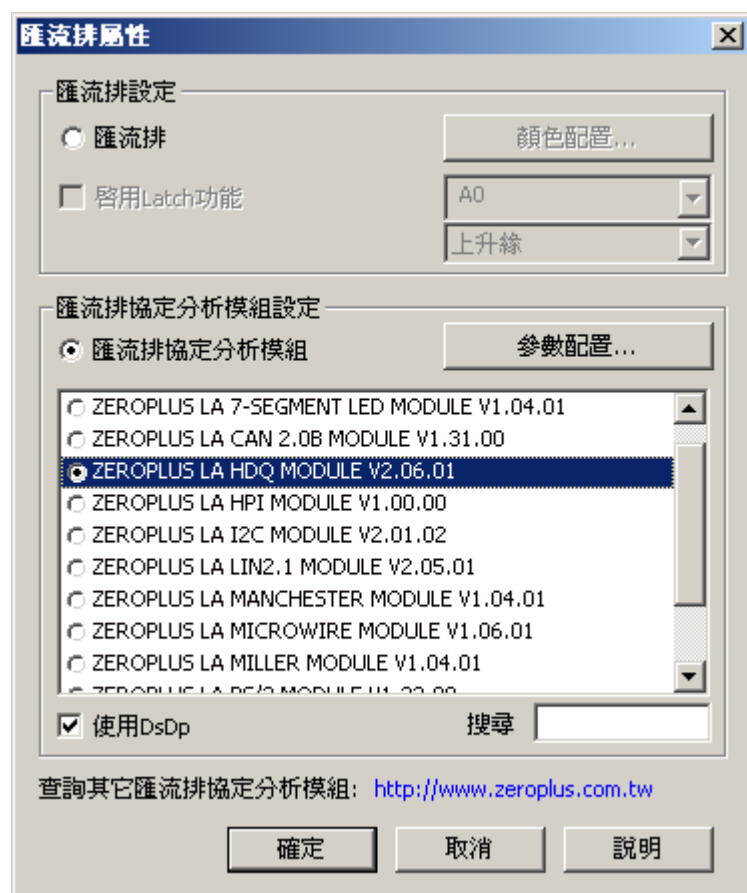 匯流排屬性
匯流排設定
匯流排
顏色配置...
啓用Latch功能
A0
上升緣
匯流排協定分析模組設定
匯流排協定分析模組
參數配置...
ZEROPLUS LA 7-SEGMENT LED MODULE V1.04.01
ZEROPLUS LA CAN 2.0B MODULE V1.31.00
ZEROPLUS LA HDQ MODULE V2.06.01
ZEROPLUS LA HPI MODULE V1.00.00
ZEROPLUS LA I2C MODULE V2.01.02
ZEROPLUS LA LIN2.1 MODULE V2.05.01
ZEROPLUS LA MANCHESTER MODULE V1.04.01
ZEROPLUS LA MICROWIRE MODULE V1.06.01
ZEROPLUS LA MILLER MODULE V1.04.01
ZEROPLUS LA PS/2 MODULE
使用DsDp
搜尋
查詢其它匯流排協定分析模組: http://www.zeroplus.com.tw
確定
取消
說明